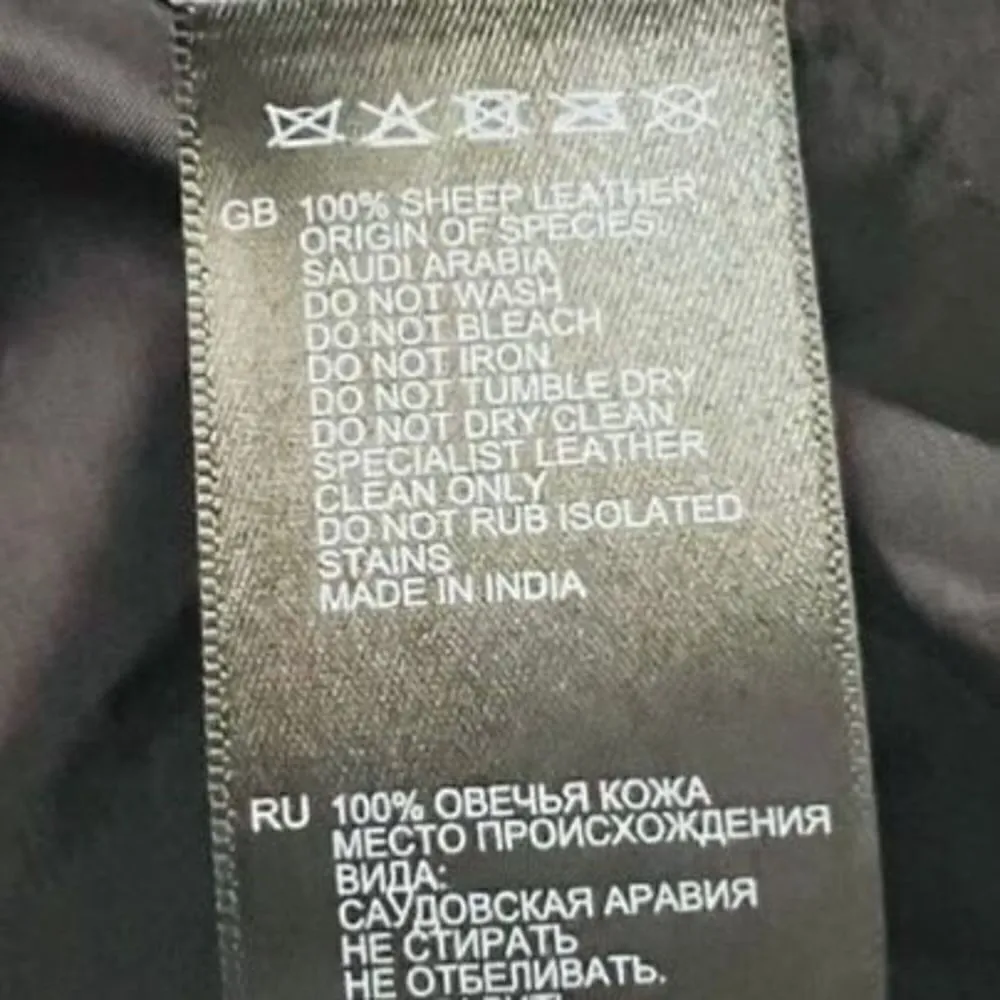 GB 100% SHEEP LEATHER
ORIGIN OF SPECIES:
SAUDI ARABIA
DO NOT WASH
DO NOT BLEACH
DO NOT IRON
DO NOT TUMBLE DRY
DO NOT DRY CLEAN
SPECIALIST LEATHER
CLEAN ONLY
DO NOT RUB ISOLATED
STAINS
MADE IN INDIA
RU 100% ОВЕЧЬЯ КОЖА
МЕСТО ПРОИСХОЖДЕНИЯ
ВИДА:
САУДОВСКАЯ АРАВИЯ
НЕ СТИРАТЬ
НЕ ОТБЕЛИВАТЬ.